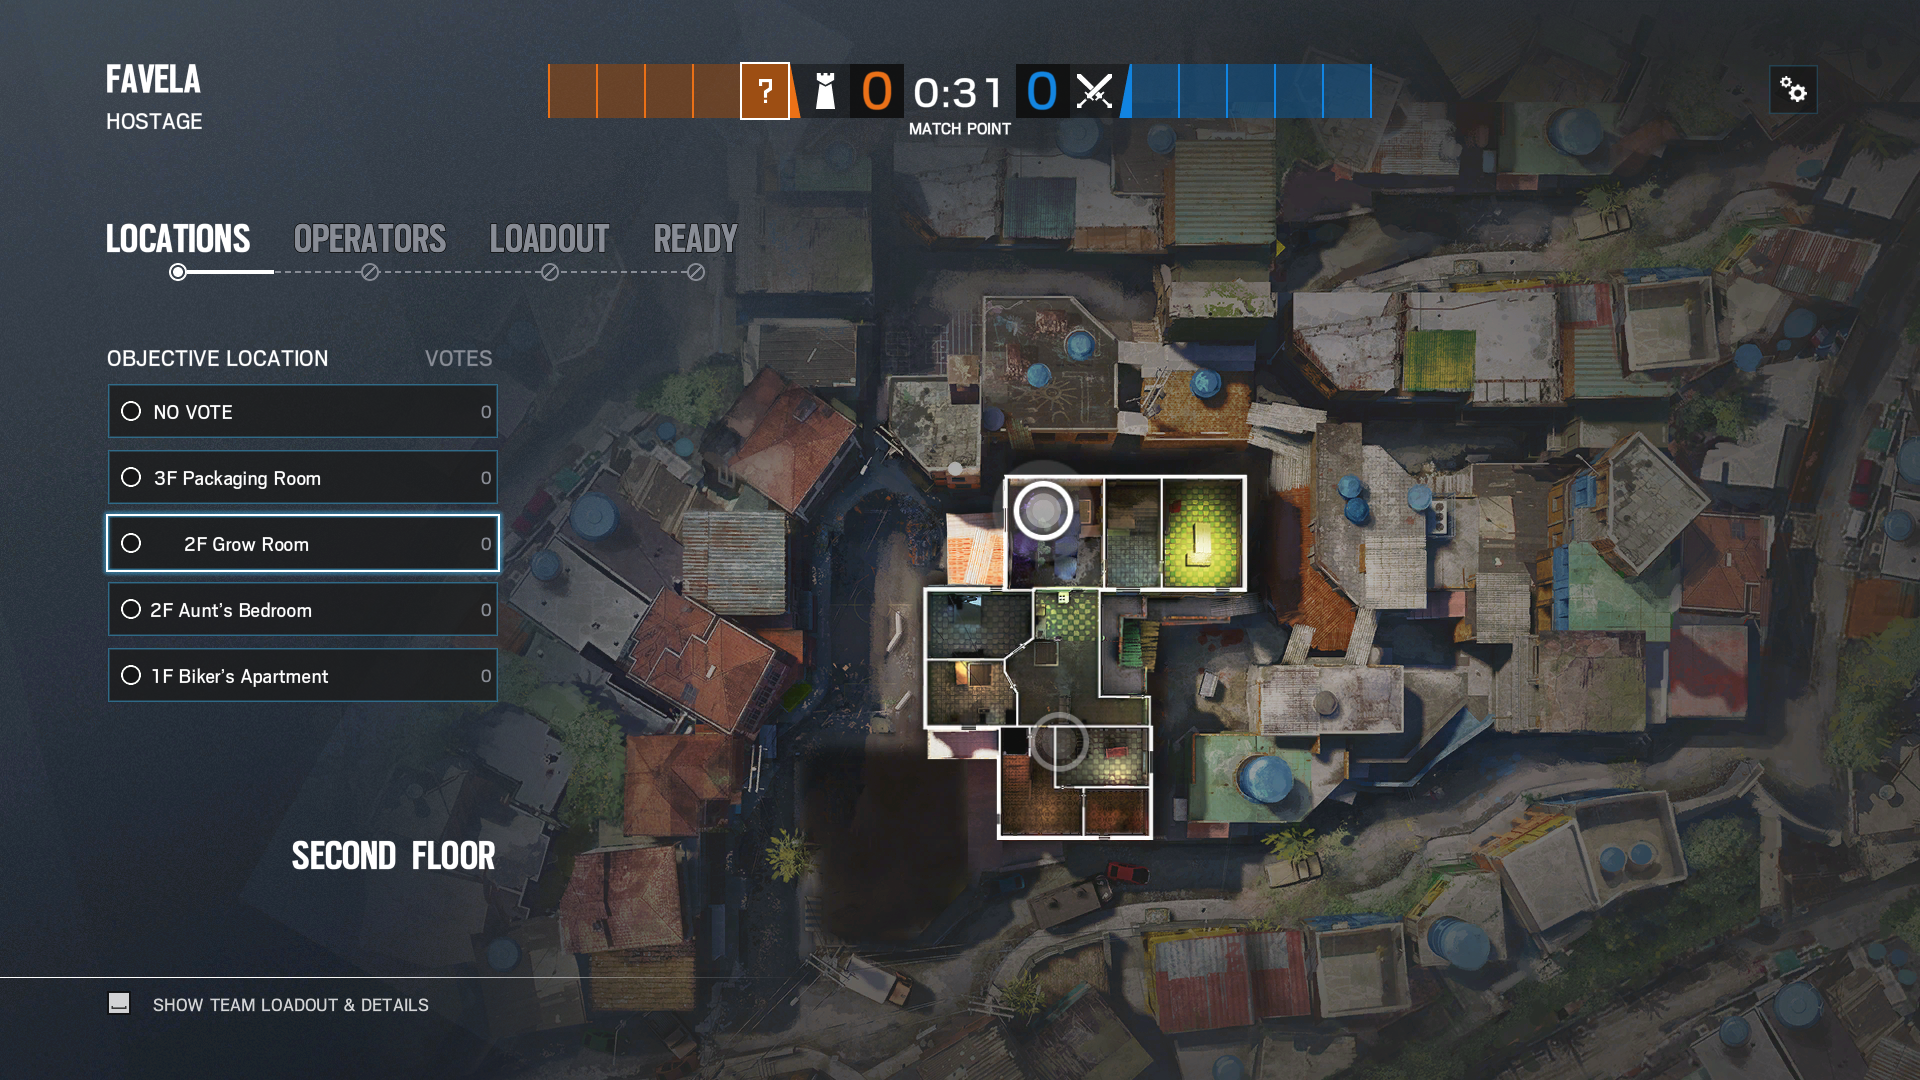 FAVELA
HOSTAGE
?
0
0:31
0
MATCH POINT
LOCATIONS
OPERATORS
LOADOUT
READY
OBJECTIVE LOCATION
VOTES
NO VOTE
0
3F Packaging Room
0
2F Grow Room
0
2F Aunt's Bedroom
0
1F Biker's Apartment
0
SECOND FLOOR
SHOW TEAM LOADOUT & DETAILS